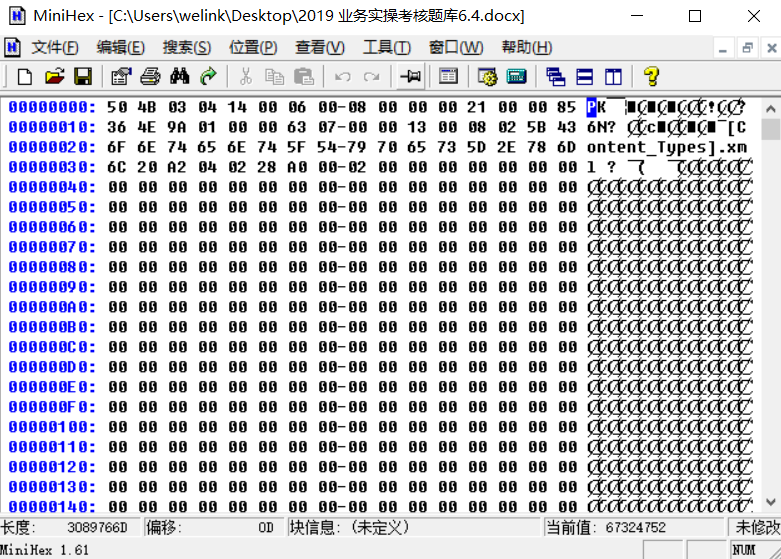 MiniHex - [C:\Users\welink\Desktop\2019 业务实操考核题库6.4.docx]
文件(F) 编辑(E) 搜索(S) 位置(P) 查看(V) 工具(T) 窗口(W) 帮助(H)
00000000: 50 4B 03 04 14 00 06 00-08 00 00 00 21 00 00 85 PK
00000010: 36 4E 9A 01 00 00 63 07-00 00 13 00 08 02 5B 43 6N? c [C
00000020: 6F 6E 74 65 6E 74 5F 54-79 70 65 73 5D 2E 78 6D ontent_Types].xm
00000030: 6C 20 A2 04 02 28 A0 00-02 00 00 00 00 00 00 00 l ? (
00000040: 00 00 00 00 00 00 00 00-00 00 00 00 00 00 00 00
00000050: 00 00 00 00 00 00 00 00-00 00 00 00 00 00 00 00
00000060: 00 00 00 00 00 00 00 00-00 00 00 00 00 00 00 00
00000070: 00 00 00 00 00 00 00 00-00 00 00 00 00 00 00 00
00000080: 00 00 00 00 00 00 00 00-00 00 00 00 00 00 00 00
00000090: 00 00 00 00 00 00 00 00-00 00 00 00 00 00 00 00
000000A0: 00 00 00 00 00 00 00 00-00 00 00 00 00 00 00 00
000000B0: 00 00 00 00 00 00 00 00-00 00 00 00 00 00 00 00
000000C0: 00 00 00 00 00 00 00 00-00 00 00 00 00 00 00 00
000000D0: 00 00 00 00 00 00 00 00-00 00 00 00 00 00 00 00
000000E0: 00 00 00 00 00 00 00 00-00 00 00 00 00 00 00 00
000000F0: 00 00 00 00 00 00 00 00-00 00 00 00 00 00 00 00
00000100: 00 00 00 00 00 00 00 00-00 00 00 00 00 00 00 00
00000110: 00 00 00 00 00 00 00 00-00 00 00 00 00 00 00 00
00000120: 00 00 00 00 00 00 00 00-00 00 00 00 00 00 00 00
00000130: 00 00 00 00 00 00 00 00-00 00 00 00 00 00 00 00
00000140: 00 00 00 00 00 00 00 00-00 00 00 00 00 00 00 00
长度: 3089766D 偏移: 0D 块信息: (未定义) 当前值: 67324752 未修改
MiniHex 1.61 NUM